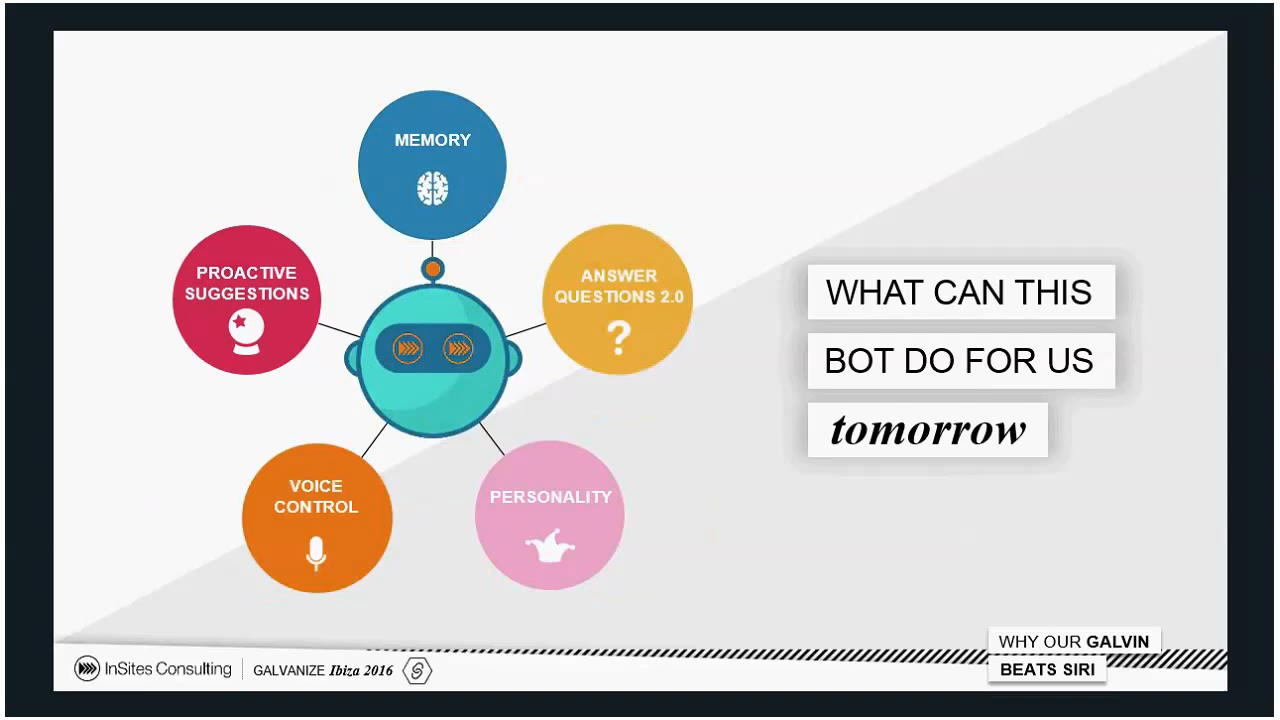 MEMORY
PROACTIVE
SUGGESTIONS
ANSWER
QUESTIONS 2.0
?
VOICE
CONTROL
PERSONALITY
WHAT CAN THIS
BOT DO FOR US
tomorrow
InSites Consulting
GALVANIZE Ibiza 2016
WHY OUR GALVIN
BEATS SIRI